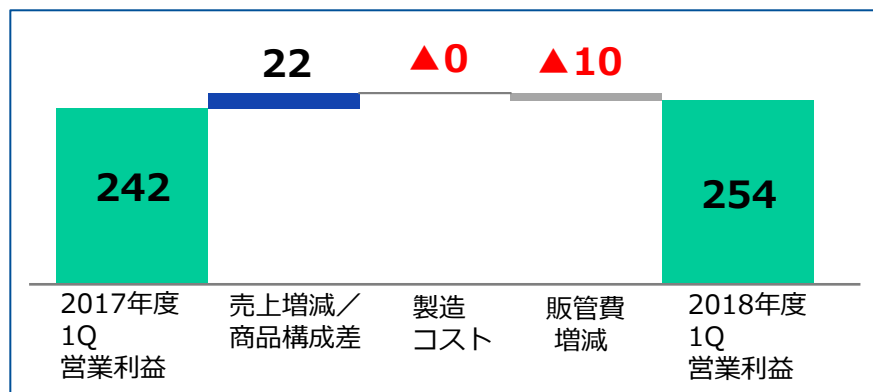 22
▲0
▲10
242
254
2017年度
1Q
営業利益
売上増減／
商品構成差
製造
コスト
販管費
増減
2018年度
1Q
営業利益